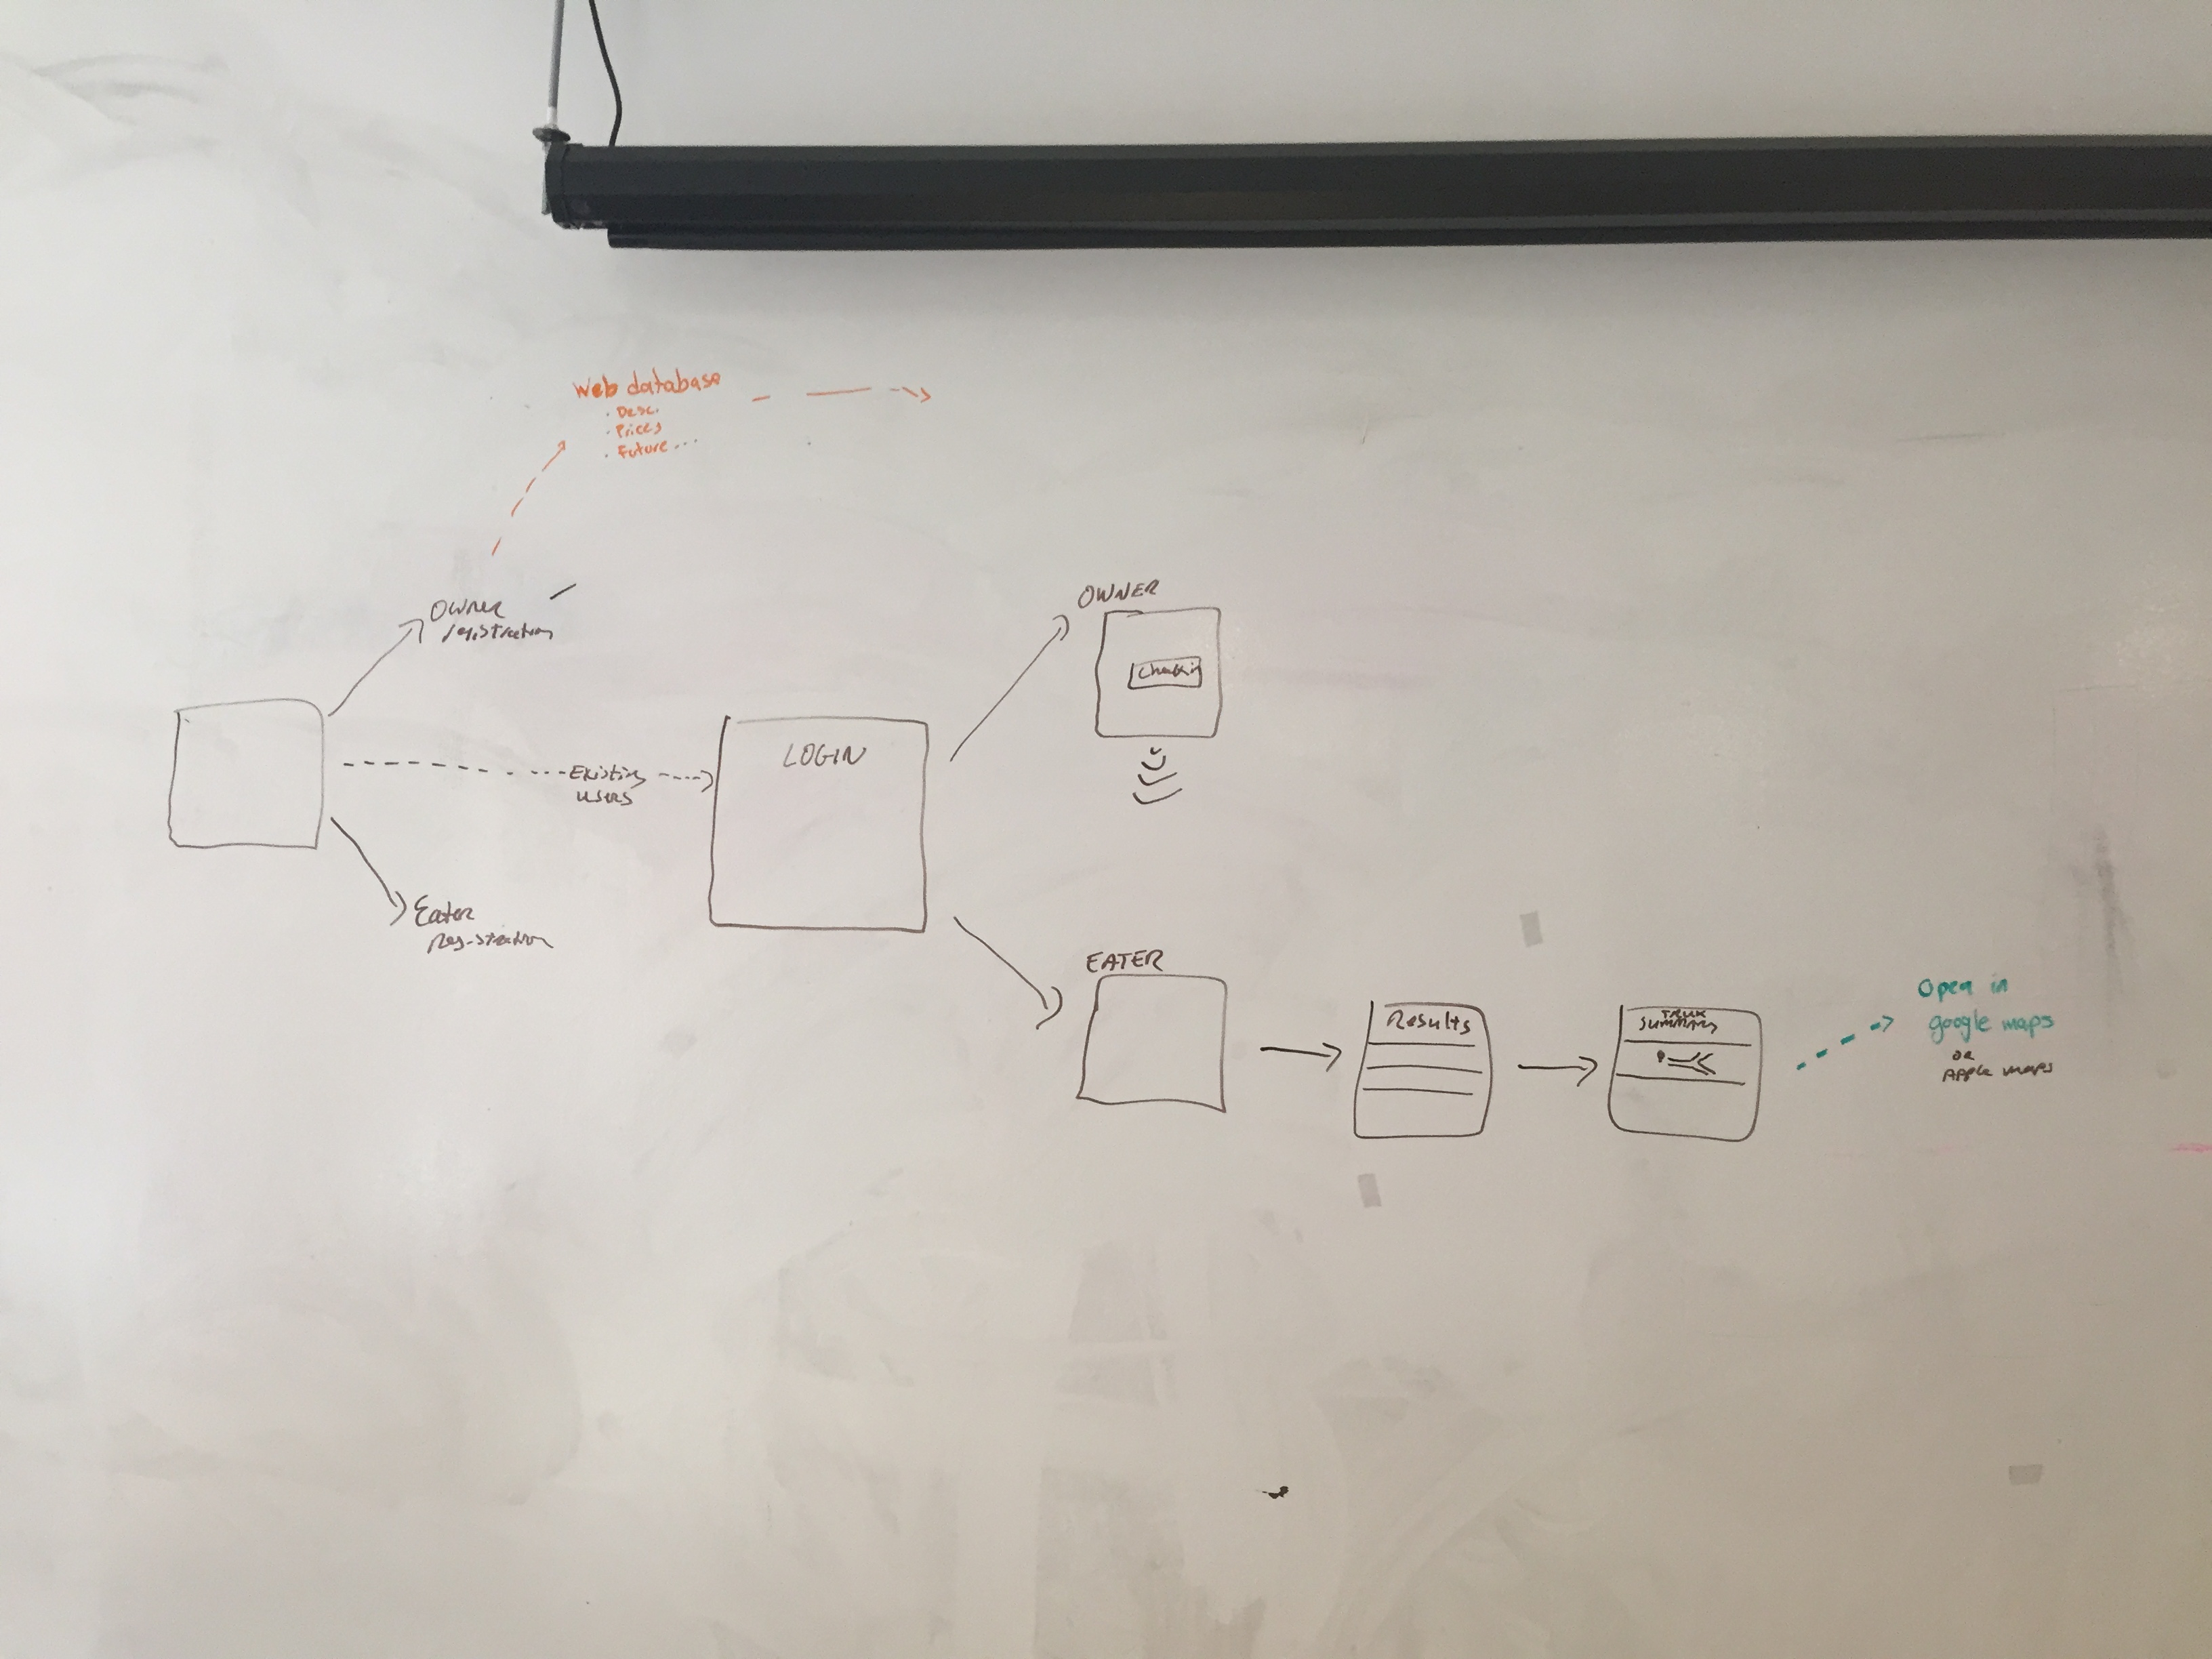 Web database
· Desc.
· Prices
· Future...
OWNER
registration
Existing
users
Eater
Registration
LOGIN
OWNER
Checkin
EATER
Results
TRUK
SUMMARY
Open in
google maps
OR
APPLE maps